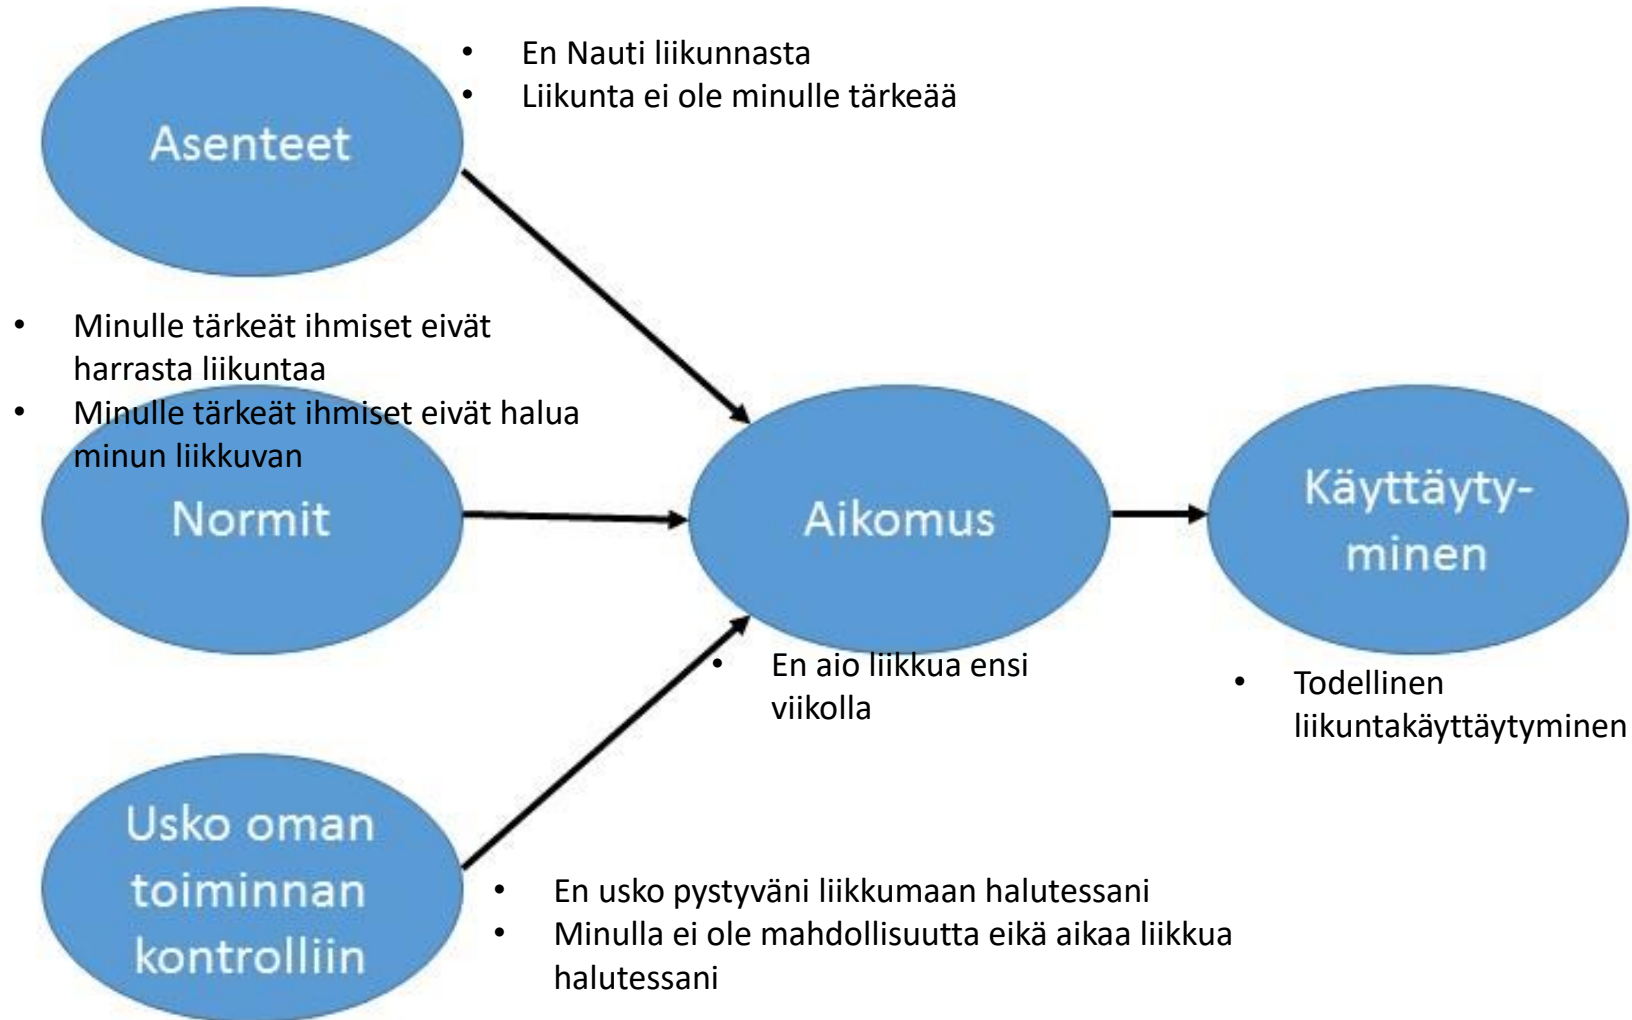 • En Nauti liikunnasta
• Liikunta ei ole minulle tärkeää
Asenteet
• Minulle tärkeät ihmiset eivät
harrasta liikuntaa
• Minulle tärkeät ihmiset eivät halua
minun liikkuvan
Normit
Aikomus
Käyttäyty-
minen
• En aio liikkua ensi
viikolla
• Todellinen
liikuntakäyttäytyminen
Usko oman
toiminnan
kontrolliin
• En usko pystyväni liikkumaan halutessani
• Minulla ei ole mahdollisuutta eikä aikaa liikkua
halutessani